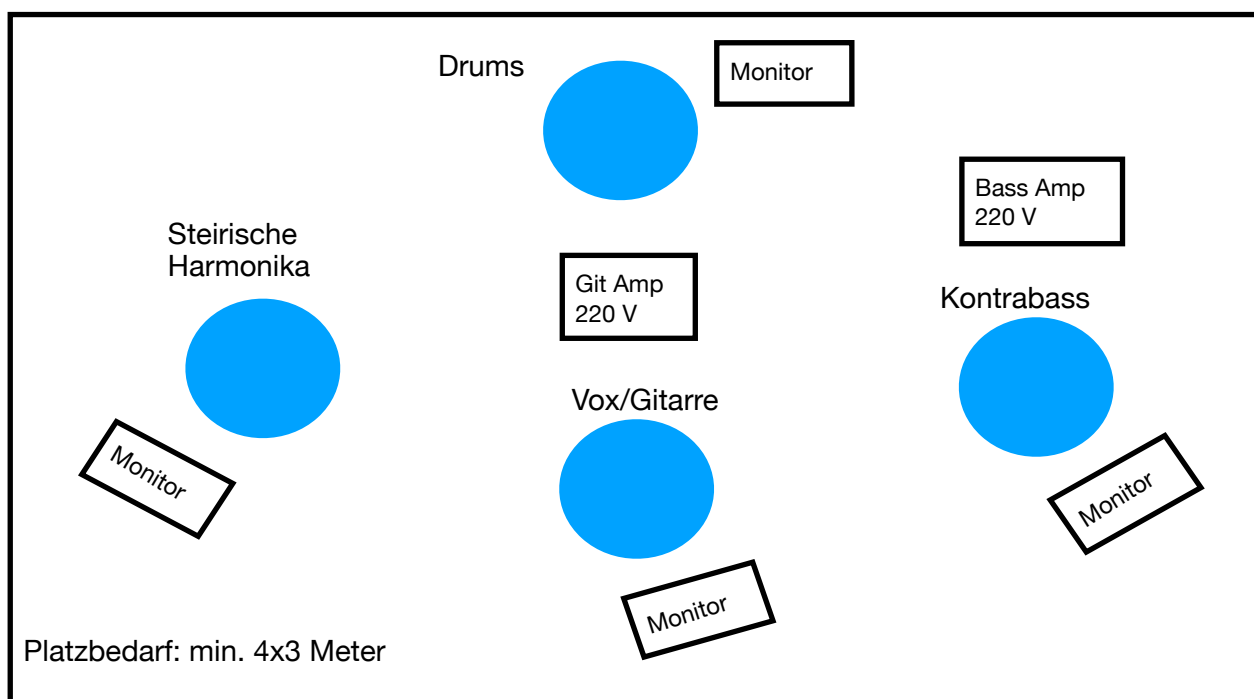 Drums
Monitor
Bass Amp
220 V
Steirische
Harmonika
Git Amp
220 V
Kontrabass
Vox/Gitarre
Monitor
Monitor
Monitor
Platzbedarf: min. 4x3 Meter